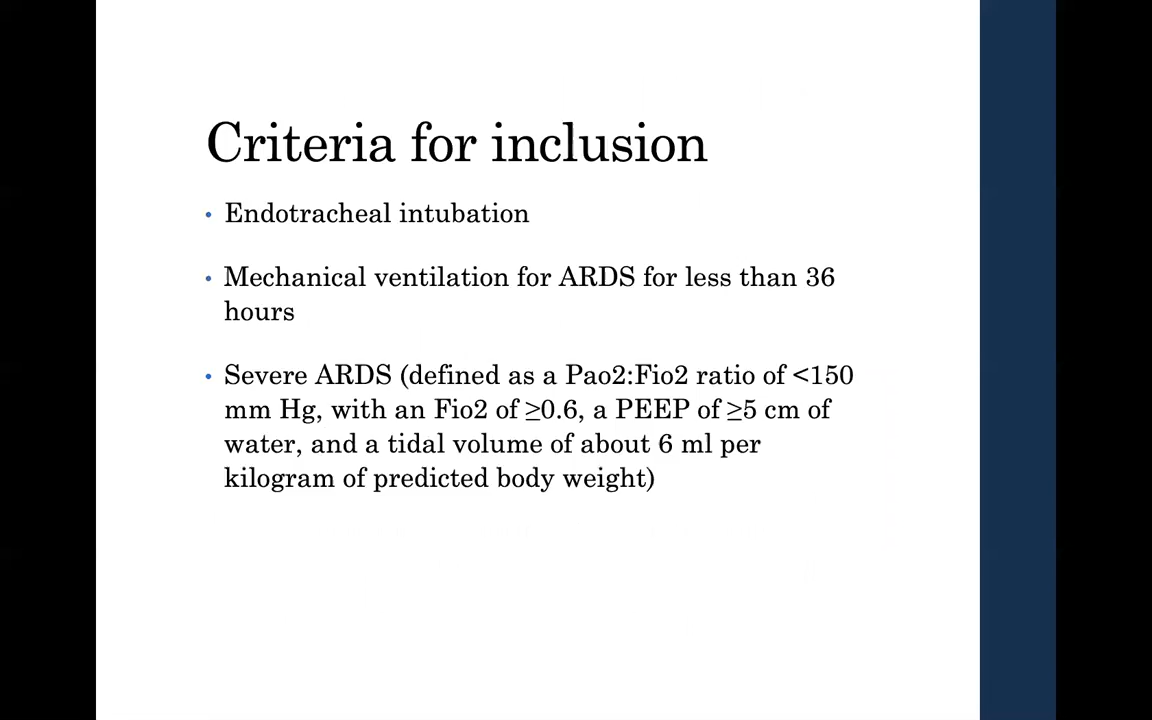 Criteria for inclusion
• Endotracheal intubation
• Mechanical ventilation for ARDS for less than 36
hours
• Severe ARDS (defined as a Pao2:Fio2 ratio of <150
mm Hg, with an Fio2 of ≥0.6, a PEEP of ≥5 cm of
water, and a tidal volume of about 6 ml per
kilogram of predicted body weight)